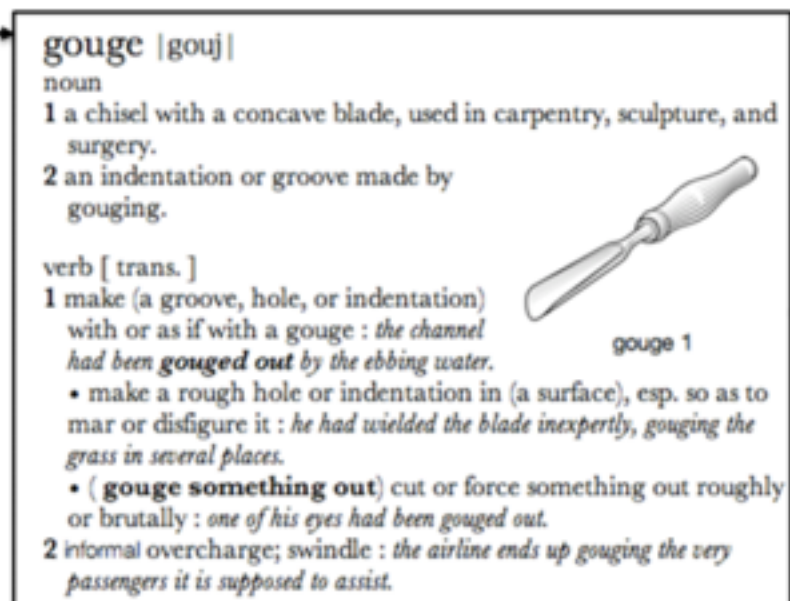 gouge |gouj|
noun
1 a chisel with a concave blade, used in carpentry, sculpture, and
surgery.
2 an indentation or groove made by
gouging.
verb [ trans. ]
1 make (a groove, hole, or indentation)
with or as if with a gouge : the channel
had been gouged out by the ebbing water.
gouge 1
• make a rough hole or indentation in (a surface), esp. so as to
mar or disfigure it : he had wielded the blade inexpertly, gouging the
grass in several places.
• ( gouge something out) cut or force something out roughly
or brutally : one of his eyes had been gouged out.
2 informal overcharge; swindle : the airline ends up gouging the very
passengers it is supposed to assist.